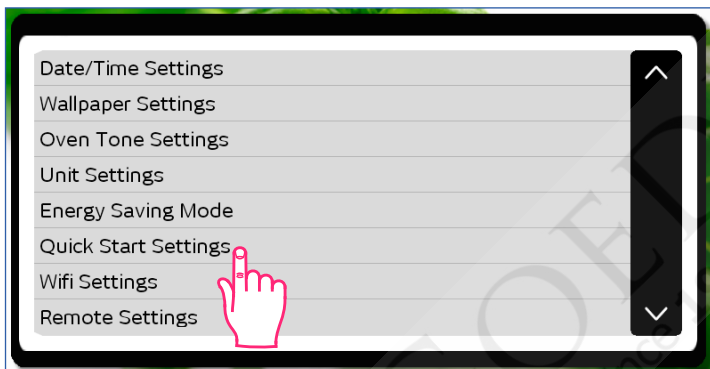 Date/Time Settings
Wallpaper Settings
Oven Tone Settings
Unit Settings
Energy Saving Mode
Quick Start Settings
Wifi Settings
Remote Settings